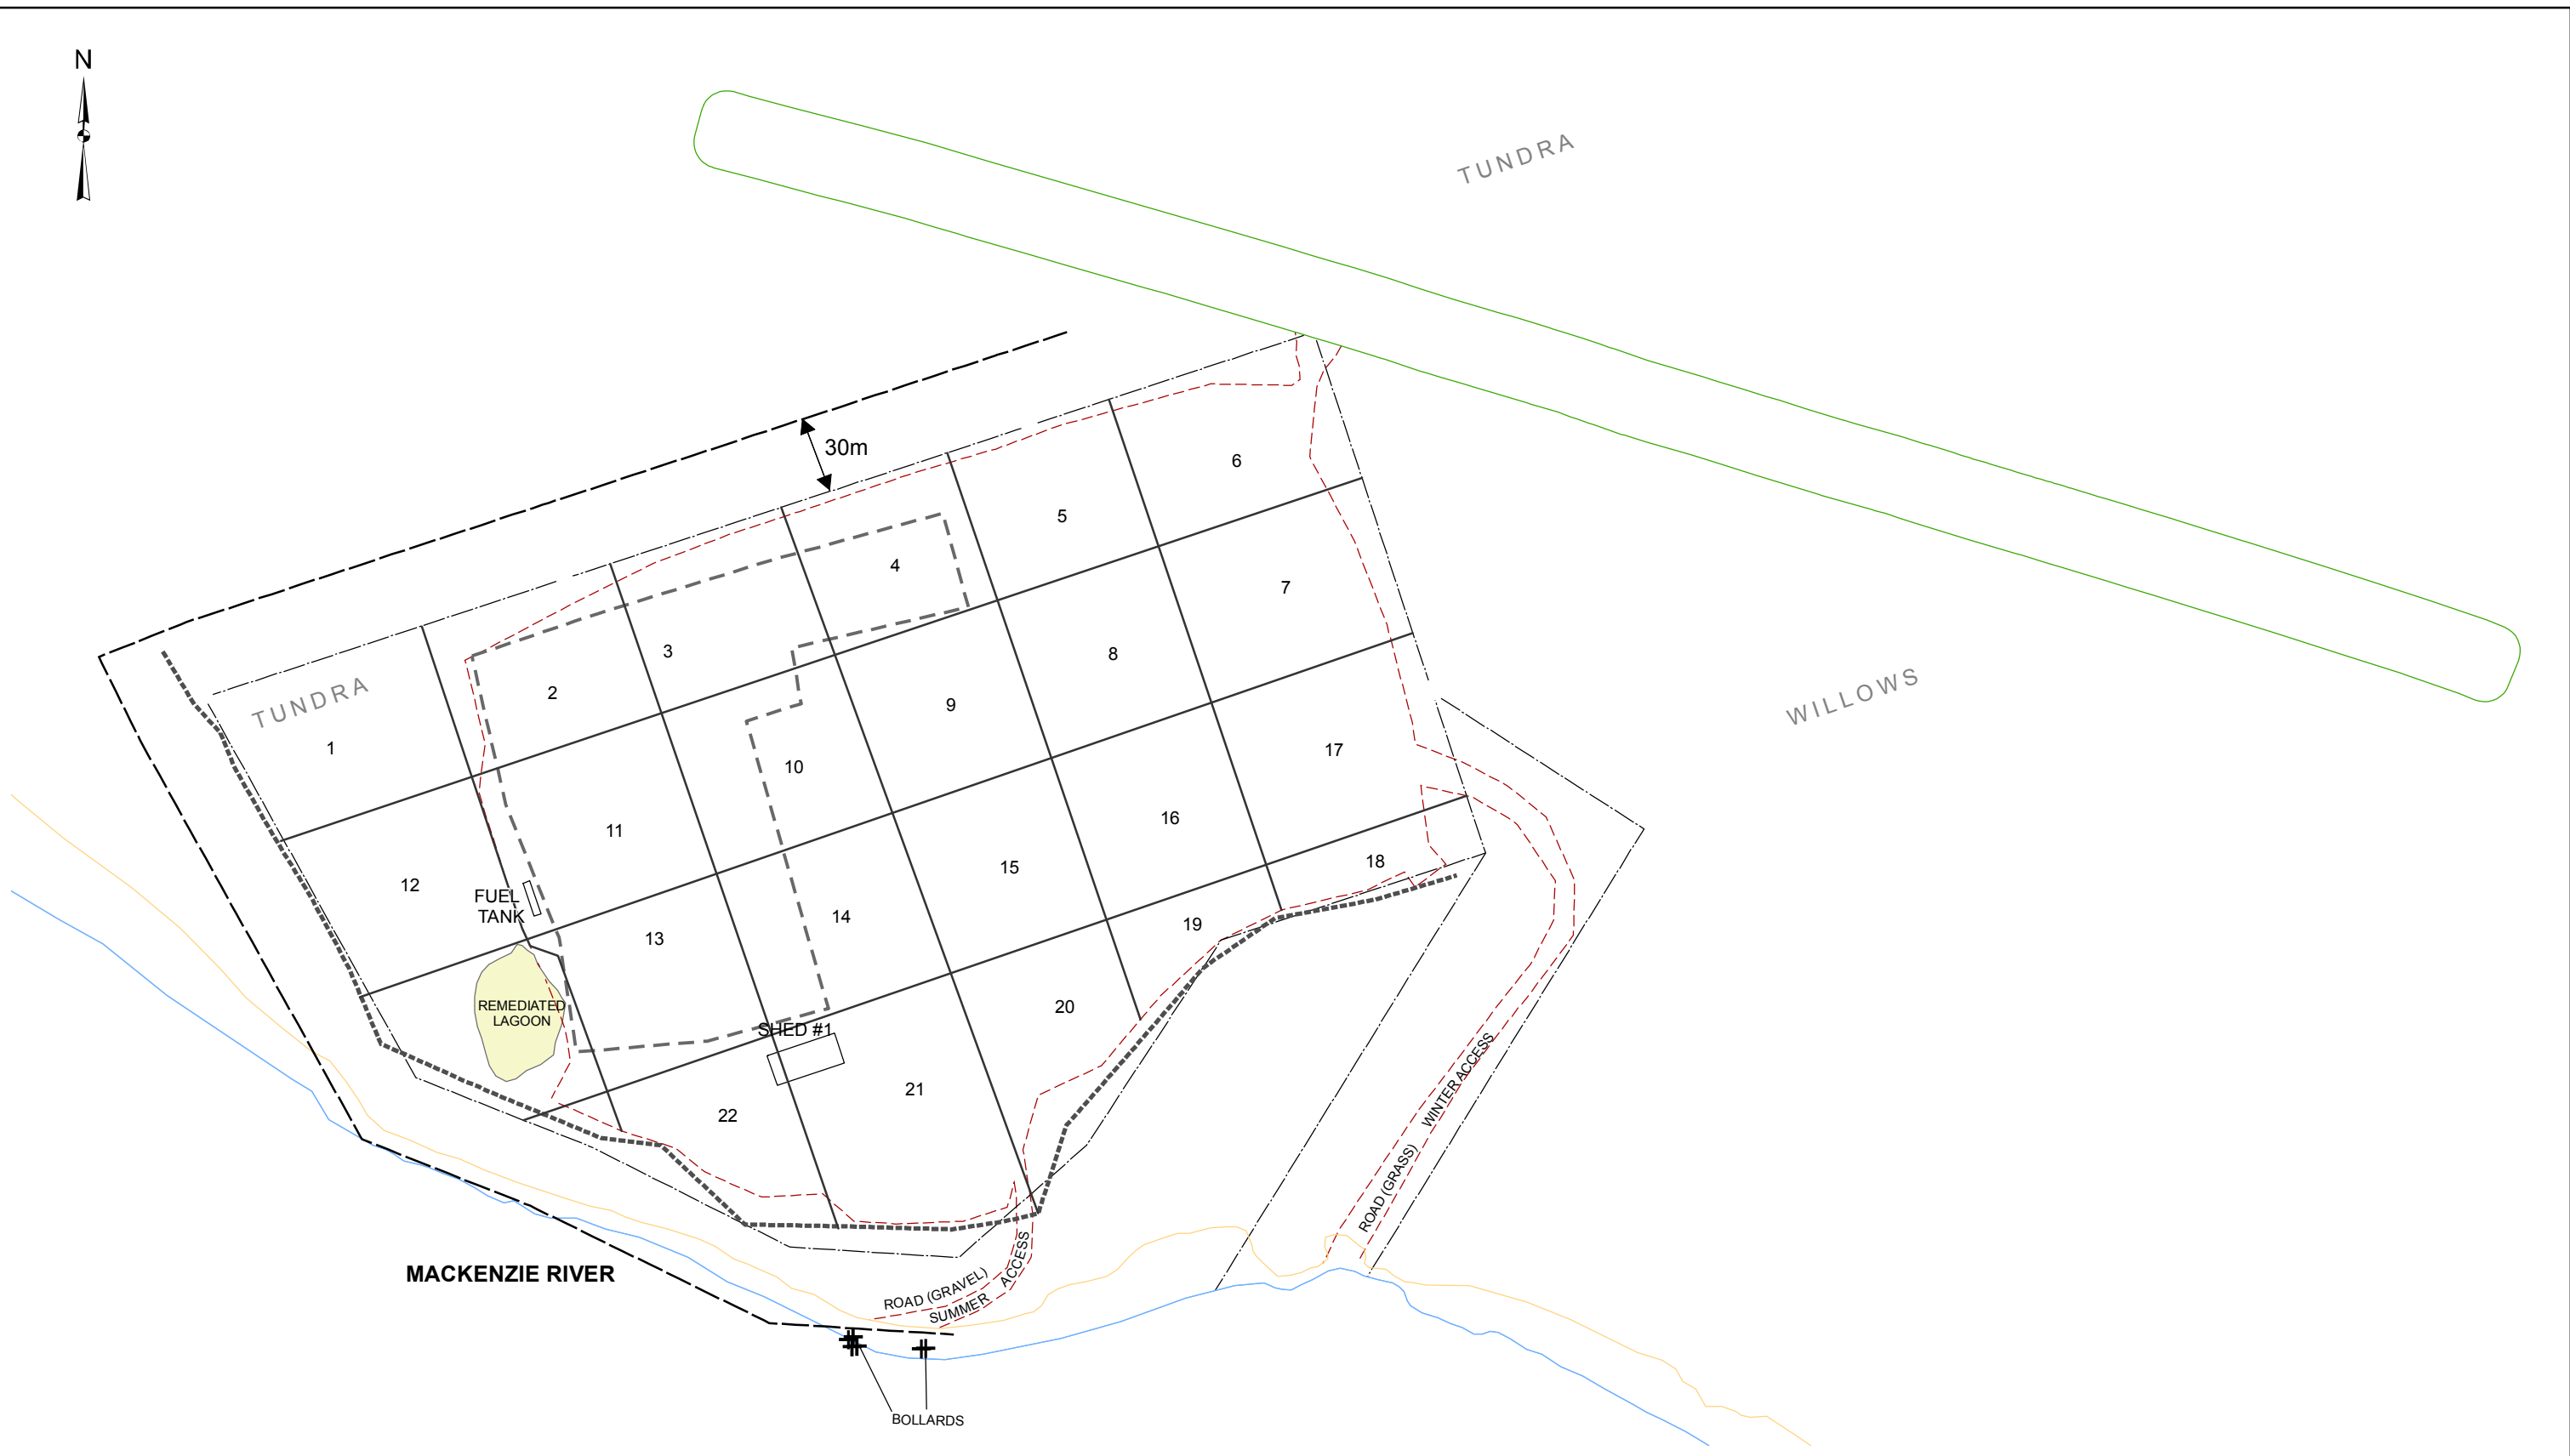 N
TUNDRA
30m
6
5
4
7
3
8
TUNDRA
2
9
WILLOWS
1
17
10
16
11
18
15
12
FUEL
TANK
14
19
13
REMEDIATED
LAGOON
20
SHED #1
21
22
ROAD (GRASS) WINTER ACCESS
MACKENZIE RIVER
ROAD (GRAVEL)
SUMMER ACCESS
BOLLARDS